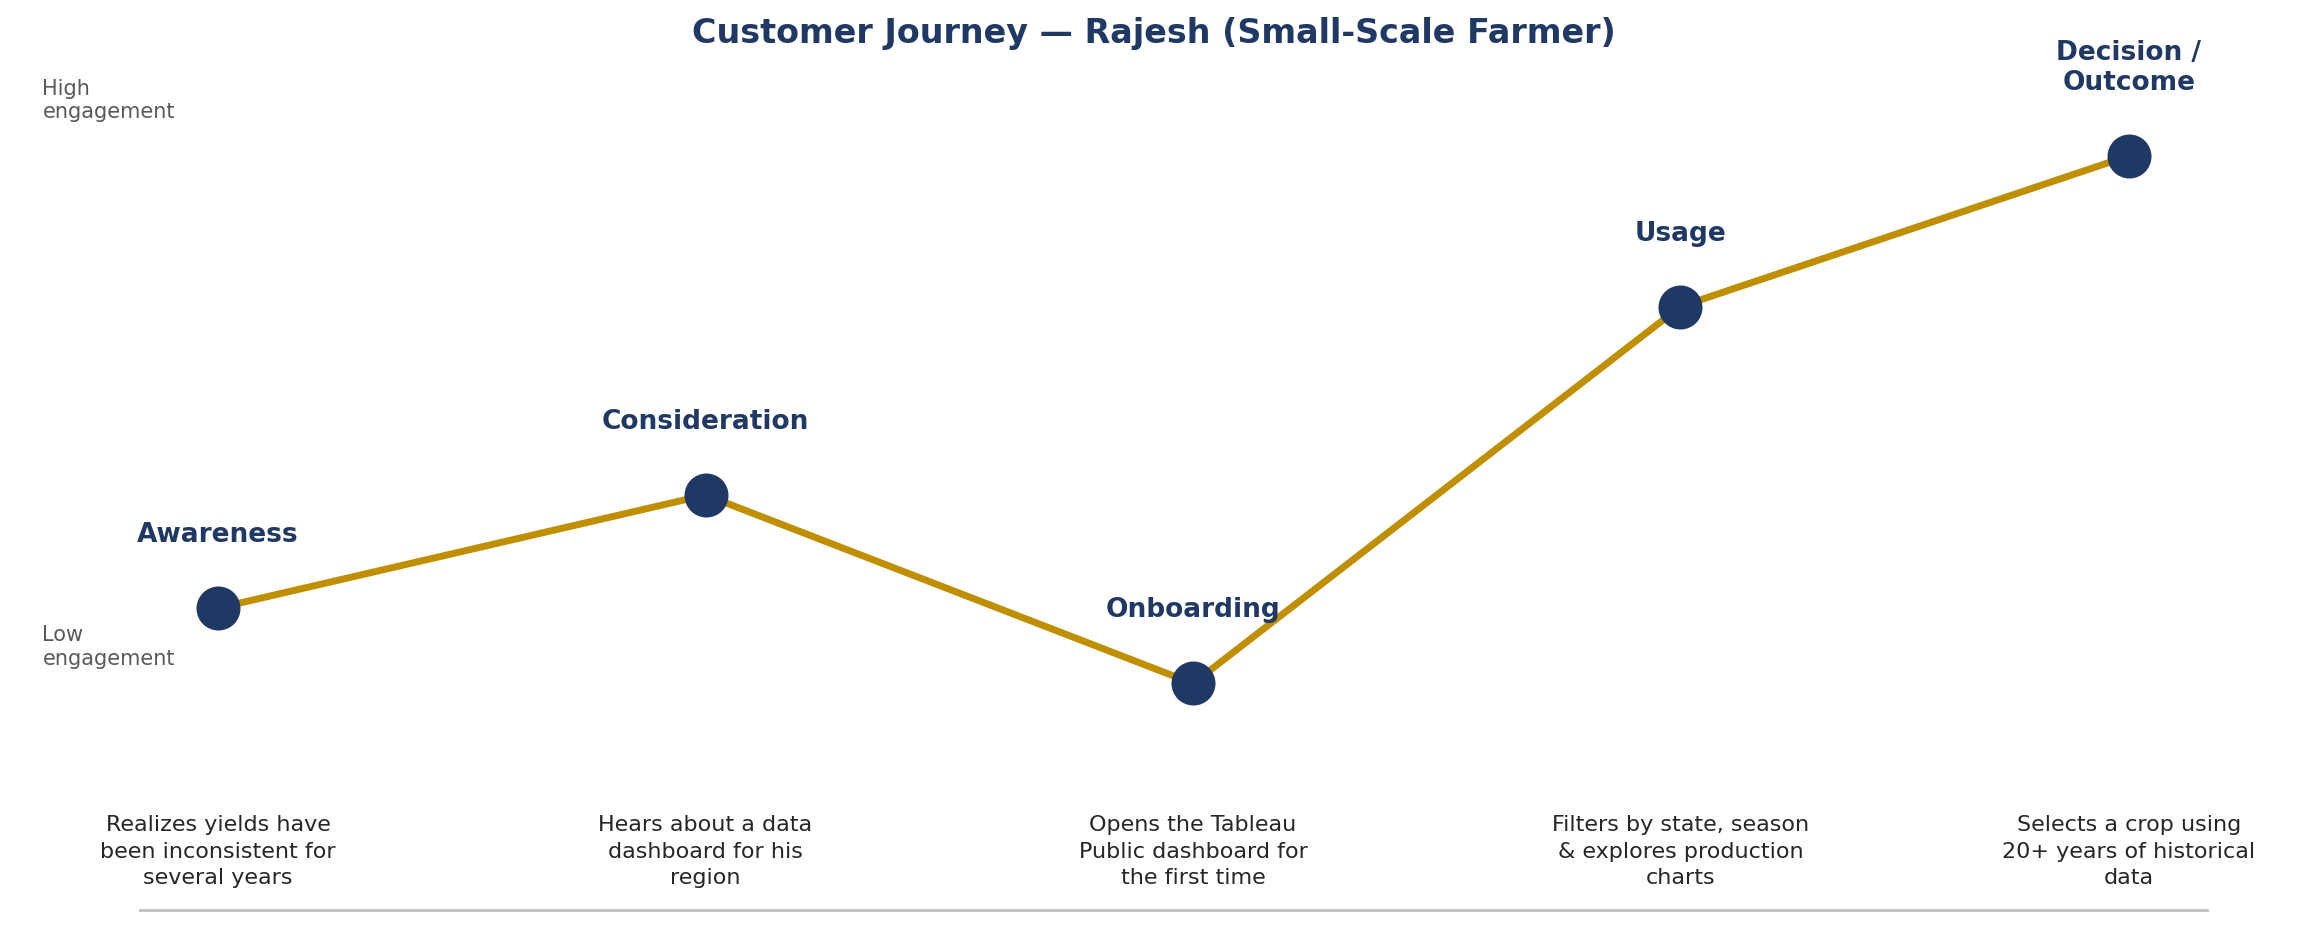 Customer Journey — Rajesh (Small-Scale Farmer)
High
engagement
Decision /
Outcome
Usage
Consideration
Awareness
Onboarding
Low
engagement
Realizes yields have
been inconsistent for
several years
Hears about a data
dashboard for his
region
Opens the Tableau
Public dashboard for
the first time
Filters by state, season
& explores production
charts
Selects a crop using
20+ years of historical
data